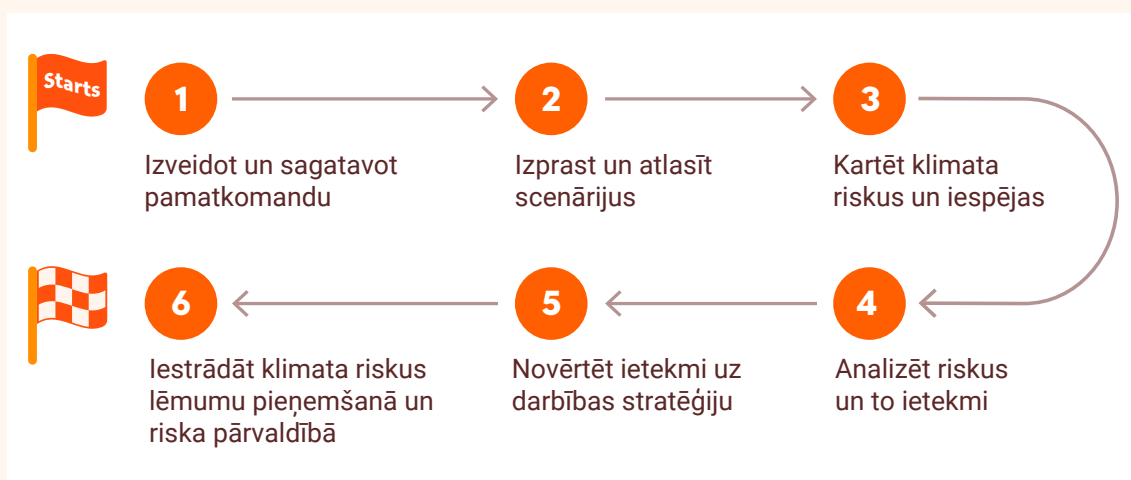 Starts
1
Izveidot un sagatavot
pamatkomandu
2
Izprast un atlasīt
scenārijus
3
Kartēt klimata
riskus un iespējas
4
Analizēt riskus
un to ietekmi
5
Novērtēt ietekmi uz
darbības stratēģiju
6
Iestrādāt klimata riskus
lēmumu pieņemšanā un
riska pārvaldībā